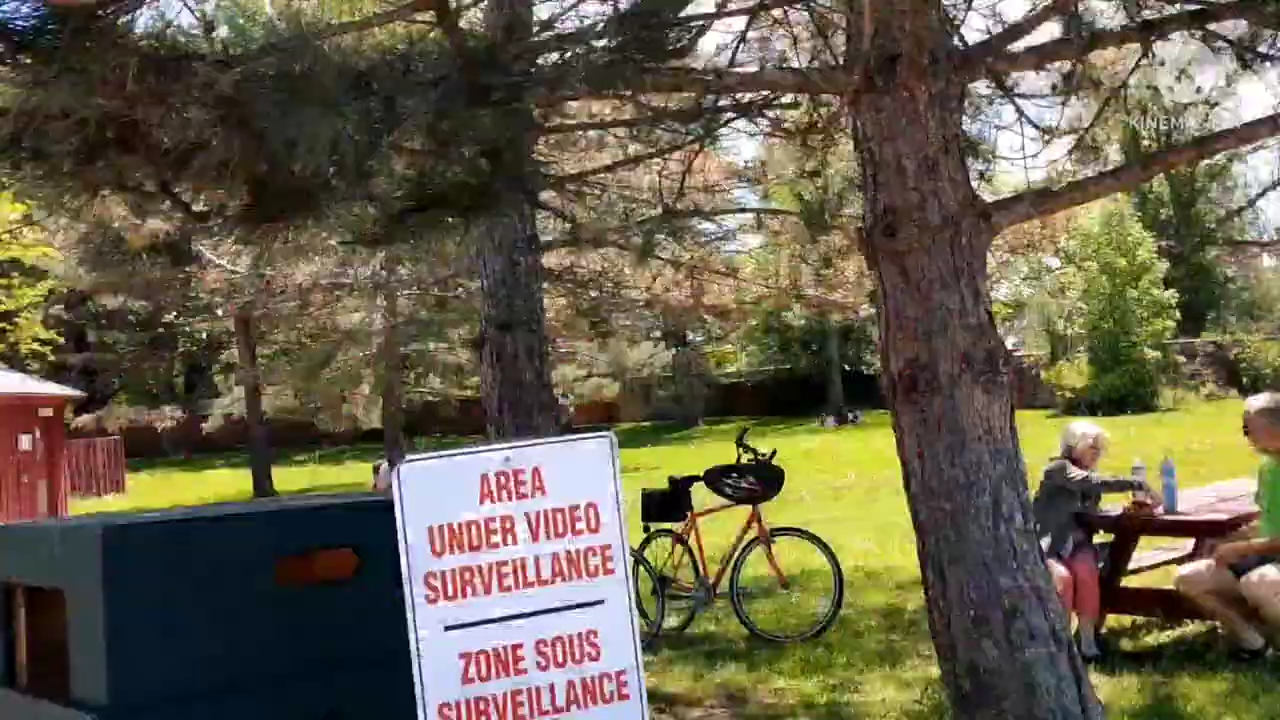 AREA
UNDER VIDEO
SURVEILLANCE
ZONE SOUS
SURVEILLANCE